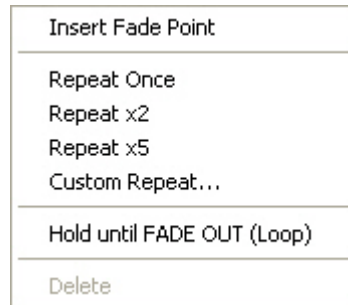 Insert Fade Point
Repeat Once
Repeat x2
Repeat x5
Custom Repeat...
Hold until FADE OUT (Loop)
Delete